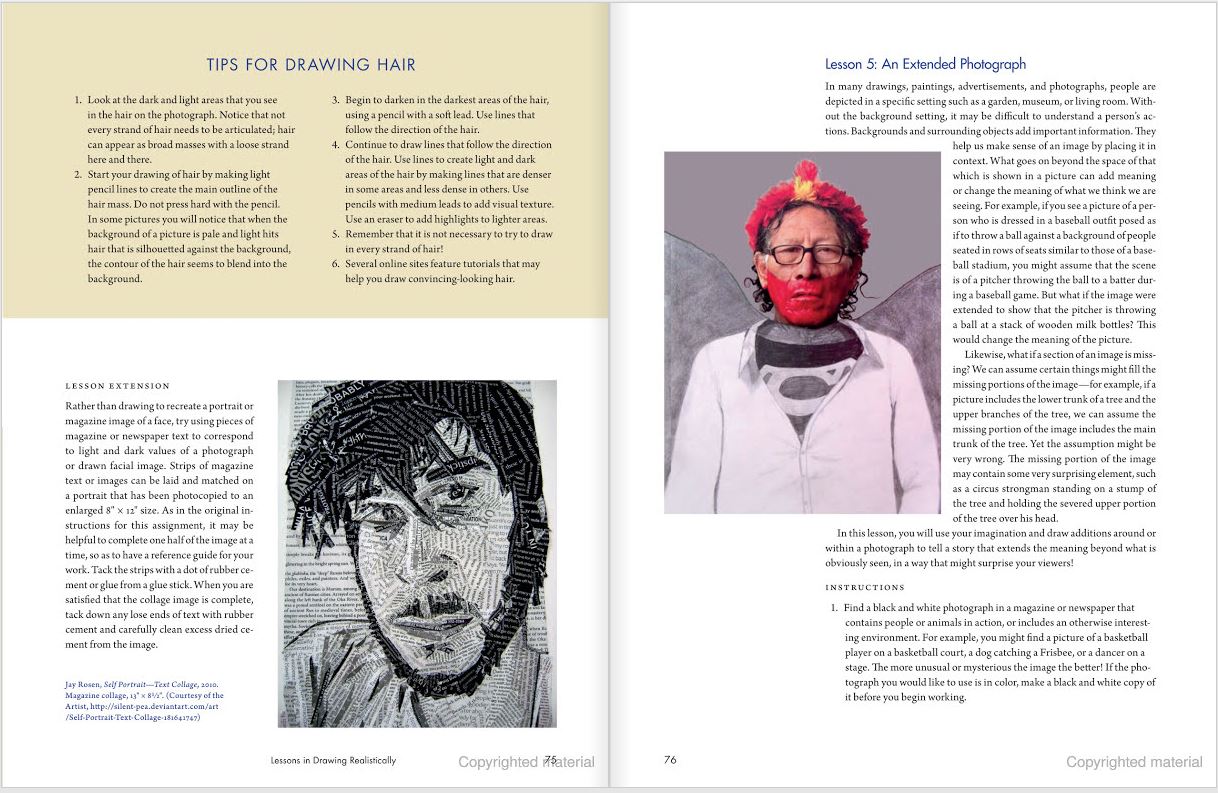 TIPS FOR DRAWING HAIR
1. Look at the dark and light areas that you see
in the hair on the photograph. Notice that not
every strand of hair needs to be articulated; hair
can appear as broad masses with a loose strand
here and there.
2. Start your drawing of hair by making light
pencil lines to create the main outline of the
hair mass. Do not press hard with the pencil.
In some pictures you will notice that when the
background of a picture is pale and light hits
hair that is silhouetted against the background,
the contour of the hair seems to blend into the
background.
3. Begin to darken in the darkest areas of the hair,
using a pencil with a soft lead. Use lines that
follow the direction of the hair.
4. Continue to draw lines that follow the direction
of the hair. Use lines to create light and dark
areas of the hair by making lines that are denser
in some areas and less dense in others. Use
pencils with medium leads to add visual texture.
Use an eraser to add highlights to lighter areas.
5. Remember that it is not necessary to try to draw
in every strand of hair!
6. Several online sites feature tutorials that may
help you draw convincing-looking hair.
LESSON EXTENSION
Rather than drawing to recreate a portrait or
magazine image of a face, try using pieces of
magazine or newspaper text to correspond
to light and dark values of a photograph
or drawn facial image. Strips of magazine
text or images can be laid and matched on
a portrait that has been photocopied to an
enlarged 8" × 12" size. As in the original in-
structions for this assignment, it may be
helpful to complete one half of the image at a
time, so as to have a reference guide for your
work. Tack the strips with a dot of rubber ce-
ment or glue from a glue stick. When you are
satisfied that the collage image is complete,
tack down any lose ends of text with rubber
cement and carefully clean excess dried ce-
ment from the image.
Jay Rosen, Self Portrait—Text Collage, 2010.
Magazine collage, 13" × 8½". (Courtesy of the
Artist, http://silent-pea.deviantart.com/art
/Self-Portrait-Text-Collage-181641747)
PROBABLY
Lessons in Drawing Realistically
75
Copyrighted material
Lesson 5: An Extended Photograph
In many drawings, paintings, advertisements, and photographs, people are
depicted in a specific setting such as a garden, museum, or living room. With-
out the background setting, it may be difficult to understand a person's ac-
tions. Backgrounds and surrounding objects add important information. They
help us make sense of an image by placing it in
context. What goes on beyond the space of that
which is shown in a picture can add meaning
or change the meaning of what we think we are
seeing. For example, if you see a picture of a per-
son who is dressed in a baseball outfit posed as
if to throw a ball against a background of people
seated in rows of seats similar to those of a base-
ball stadium, you might assume that the scene
is of a pitcher throwing the ball to a batter dur-
ing a baseball game. But what if the image were
extended to show that the pitcher is throwing
a ball at a stack of wooden milk bottles? This
would change the meaning of the picture.
Likewise, what if a section of an image is miss-
ing? We can assume certain things might fill the
missing portions of the image—for example, if a
picture includes the lower trunk of a tree and the
upper branches of the tree, we can assume the
missing portion of the image includes the main
trunk of the tree. Yet the assumption might be
very wrong. The missing portion of the image
may contain some very surprising element, such
as a circus strongman standing on a stump of
the tree and holding the severed upper portion
of the tree over his head.
In this lesson, you will use your imagination and draw additions around or
within a photograph to tell a story that extends the meaning beyond what is
obviously seen, in a way that might surprise your viewers!
INSTRUCTIONS
1. Find a black and white photograph in a magazine or newspaper that
contains people or animals in action, or includes an otherwise interest-
ing environment. For example, you might find a picture of a basketball
player on a basketball court, a dog catching a Frisbee, or a dancer on a
stage. The more unusual or mysterious the image the better! If the pho-
tograph you would like to use is in color, make a black and white copy of
it before you begin working.
76
Copyrighted material